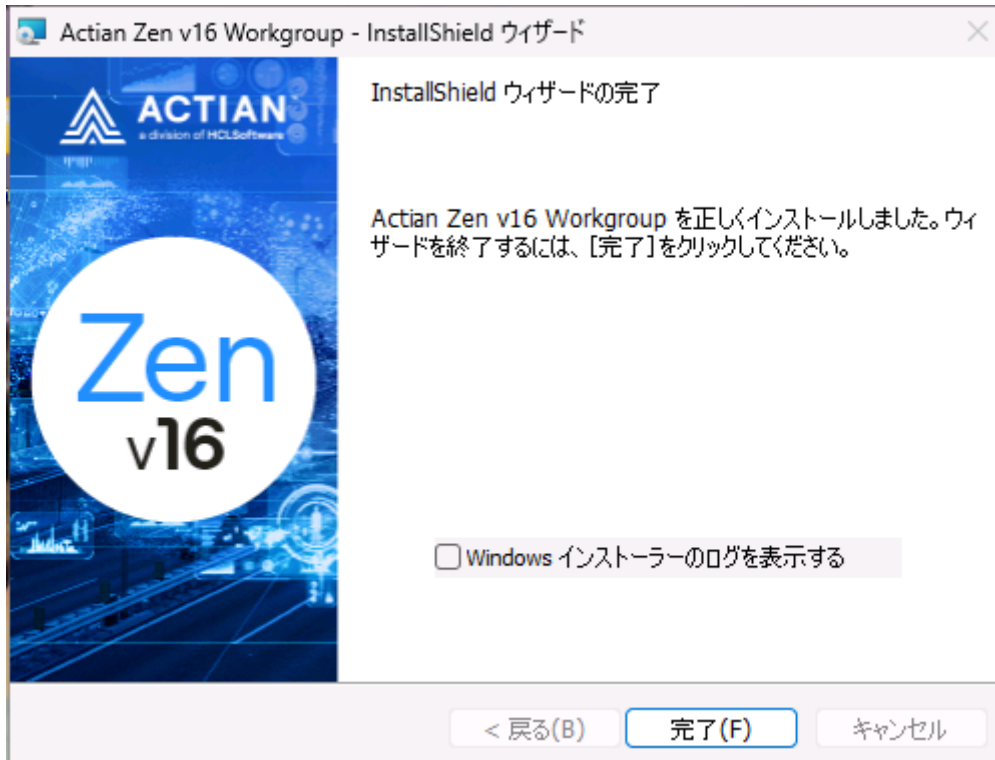 Actian Zen v16 Workgroup - InstallShield ウィザード
ACTIAN
a division of HCLSoftware
InstallShield ウィザードの完了
Actian Zen v16 Workgroup を正しくインストールしました。ウィ
ザードを終了するには、[完了]をクリックしてください。
Zen
v16
Windows インストーラーのログを表示する
< 戻る(B)
完了(F)
キャンセル